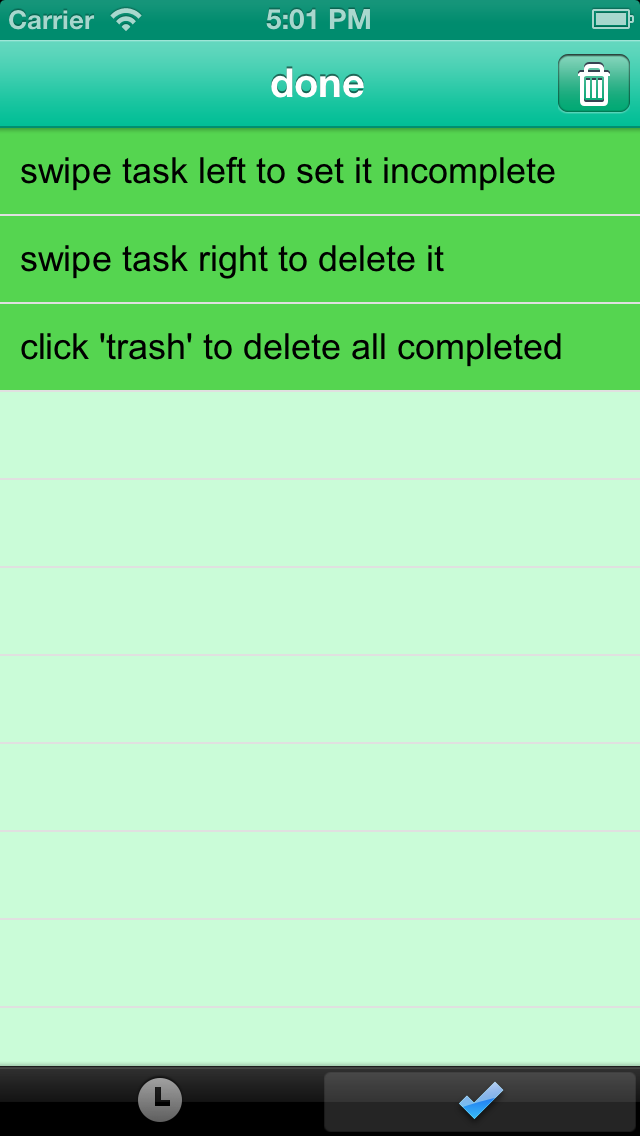 Carrier 5:01 PM
done
swipe task left to set it incomplete
swipe task right to delete it
click 'trash' to delete all completed